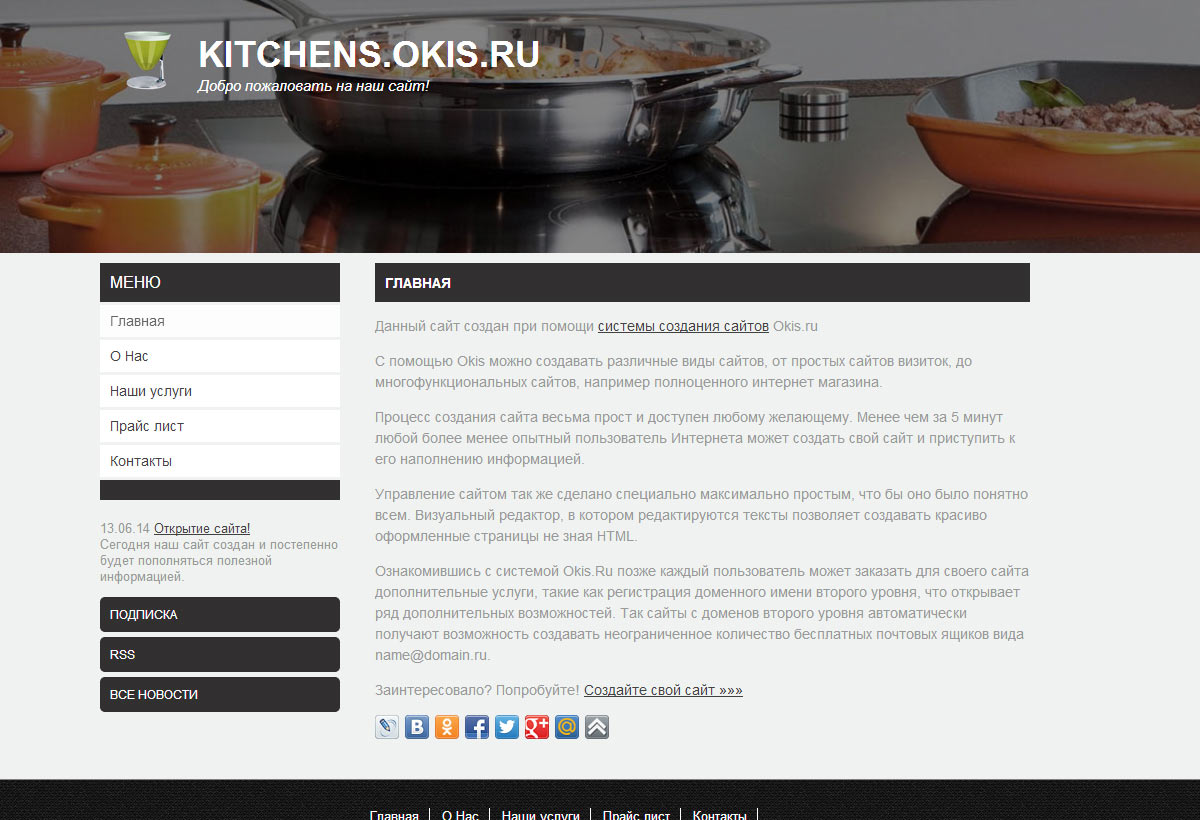 KITCHENS.OKIS.RU
Добро пожаловать на наш сайт!
МЕНЮ
Главная
О Нас
Наши услуги
Прайс лист
Контакты
13.06.14 Открытие сайта!
Сегодня наш сайт создан и постепенно
будет пополняться полезной
информацией.
ПОДПИСКА
RSS
ВСЕ НОВОСТИ
ГЛАВНАЯ
Данный сайт создан при помощи системы создания сайтов Okis.ru
С помощью Okis можно создавать различные виды сайтов, от простых сайтов визиток, до
многофункциональных сайтов, например полноценного интернет магазина.
Процесс создания сайта весьма прост и доступен любому желающему. Менее чем за 5 минут
любой более менее опытный пользователь Интернета может создать свой сайт и приступить к
его наполнению информацией.
Управление сайтом так же сделано специально максимально простым, что бы оно было понятно
всем. Визуальный редактор, в котором редактируются тексты позволяет создавать красиво
оформленные страницы не зная HTML.
Ознакомившись с системой Okis.Ru позже каждый пользователь может заказать для своего сайта
дополнительные услуги, такие как регистрация доменного имени второго уровня, что открывает
ряд дополнительных возможностей. Так сайты с доменов второго уровня автоматически
получают возможность создавать неограниченное количество бесплатных почтовых ящиков вида
name@domain.ru.
Заинтересовало? Попробуйте! Создайте свой сайт »»»
Главная О Нас Наши услуги Прайс лист Контакты